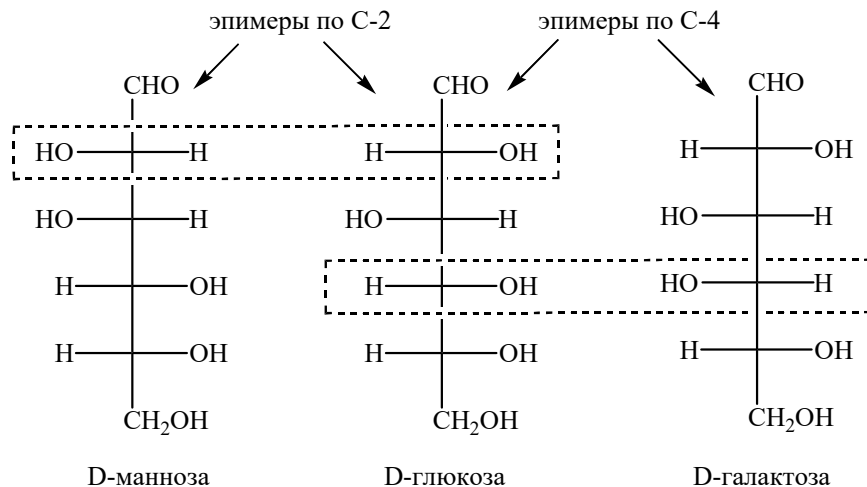 эпимеры по С-2 эпимеры по С-4
CHO CHO CHO
HO H H OH H OH
HO H HO H HO H
H OH H OH HO H
H OH H OH H OH
CH2OH CH2OH CH2OH
D-манноза D-глюкоза D-галактоза